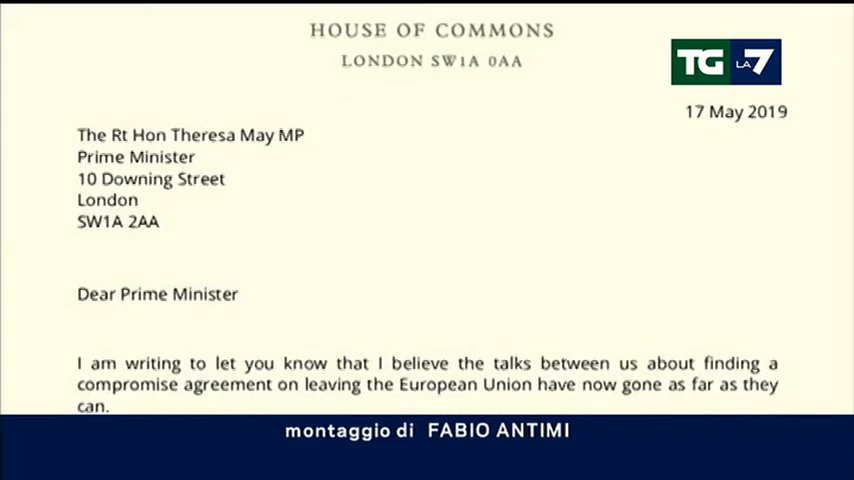 HOUSE OF COMMONS
LONDON SW1A 0AA
TG LA7
17 May 2019
The Rt Hon Theresa May MP
Prime Minister
10 Downing Street
London
SW1A 2AA
Dear Prime Minister
I am writing to let you know that I believe the talks between us about finding a
compromise agreement on leaving the European Union have now gone as far as they
can.
montaggio di FABIO ANTIMI